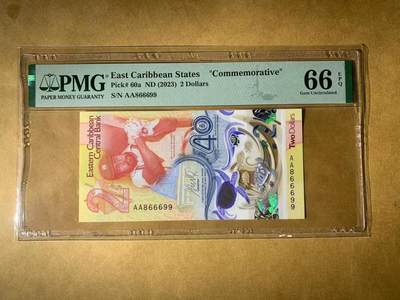 PMG
PAPER MONEY GUARANTY
East Caribbean States "Commemorative"
Pick# 60a ND (2023) 2 Dollars
S/N AA866699
66 EPQ
Gem Uncirculated
Eastern Caribbean
Central Bank
2
40
Two Dollars
AA866699
AA866699